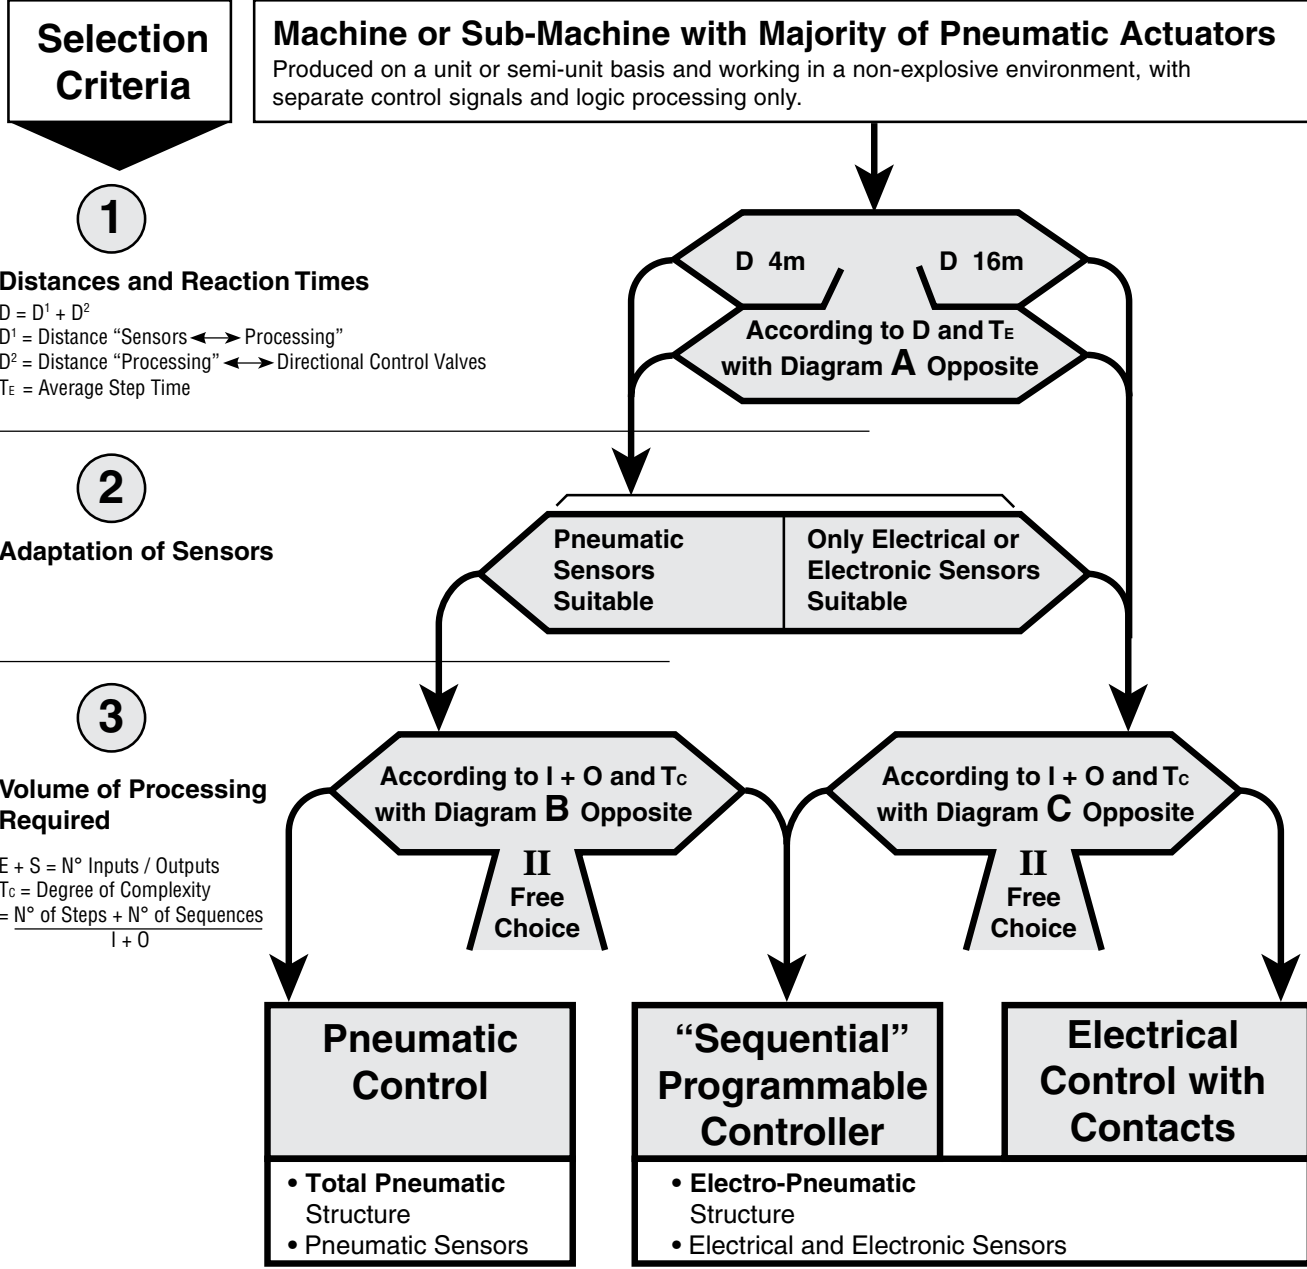 Selection
Criteria
Machine or Sub-Machine with Majority of Pneumatic Actuators
Produced on a unit or semi-unit basis and working in a non-explosive environment, with
separate control signals and logic processing only.
1
Distances and Reaction Times
D = D¹ + D²
D¹ = Distance “Sensors ⟷ Processing”
D² = Distance “Processing” ⟷ Directional Control Valves
TE = Average Step Time
D 4m
D 16m
According to D and TE
with Diagram A Opposite
2
Adaptation of Sensors
Pneumatic
Sensors
Suitable
Only Electrical or
Electronic Sensors
Suitable
3
Volume of Processing
Required
E + S = N° Inputs / Outputs
TC = Degree of Complexity
= N° of Steps + N° of Sequences
I + O
According to I + O and TC
with Diagram B Opposite
II
Free
Choice
According to I + O and TC
with Diagram C Opposite
II
Free
Choice
Pneumatic
Control
• Total Pneumatic
Structure
• Pneumatic Sensors
“Sequential”
Programmable
Controller
Electrical
Control with
Contacts
• Electro-Pneumatic
Structure
• Electrical and Electronic Sensors